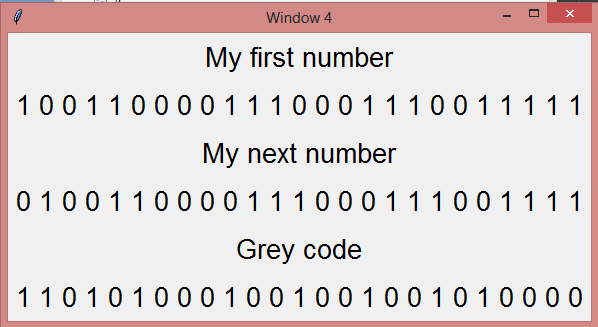 Window 4
My first number
1 0 0 1 1 0 0 0 0 1 1 1 0 0 0 1 1 1 0 0 1 1 1 1 1
My next number
0 1 0 0 1 1 0 0 0 0 1 1 1 0 0 0 1 1 1 0 0 1 1 1 1
Grey code
1 1 0 1 0 1 0 0 0 1 0 0 1 0 0 1 0 0 1 0 1 0 0 0 0